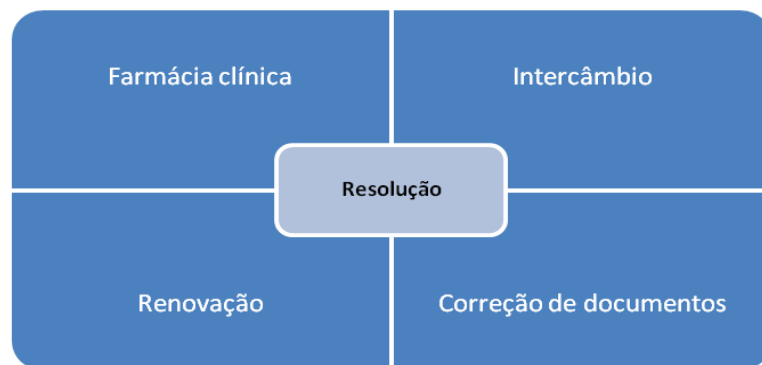 Farmácia clínica
Intercâmbio
Resolução
Renovação
Correção de documentos